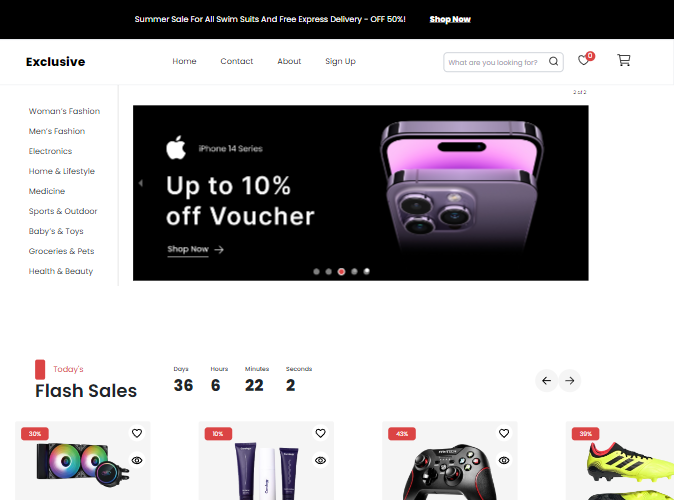 Summer Sale For All Swim Suits And Free Express Delivery - OFF 50%! Shop Now
Exclusive Home Contact About Sign Up What are you looking for? 0
2 of 2
Woman's Fashion
Men's Fashion
Electronics
Home & Lifestyle
Medicine
Sports & Outdoor
Baby's & Toys
Groceries & Pets
Health & Beauty
iPhone 14 Series
Up to 10%
off Voucher
Shop Now
Today's
Flash Sales
Days Hours Minutes Seconds
36 6 22 2
30% 10% 43% 39%